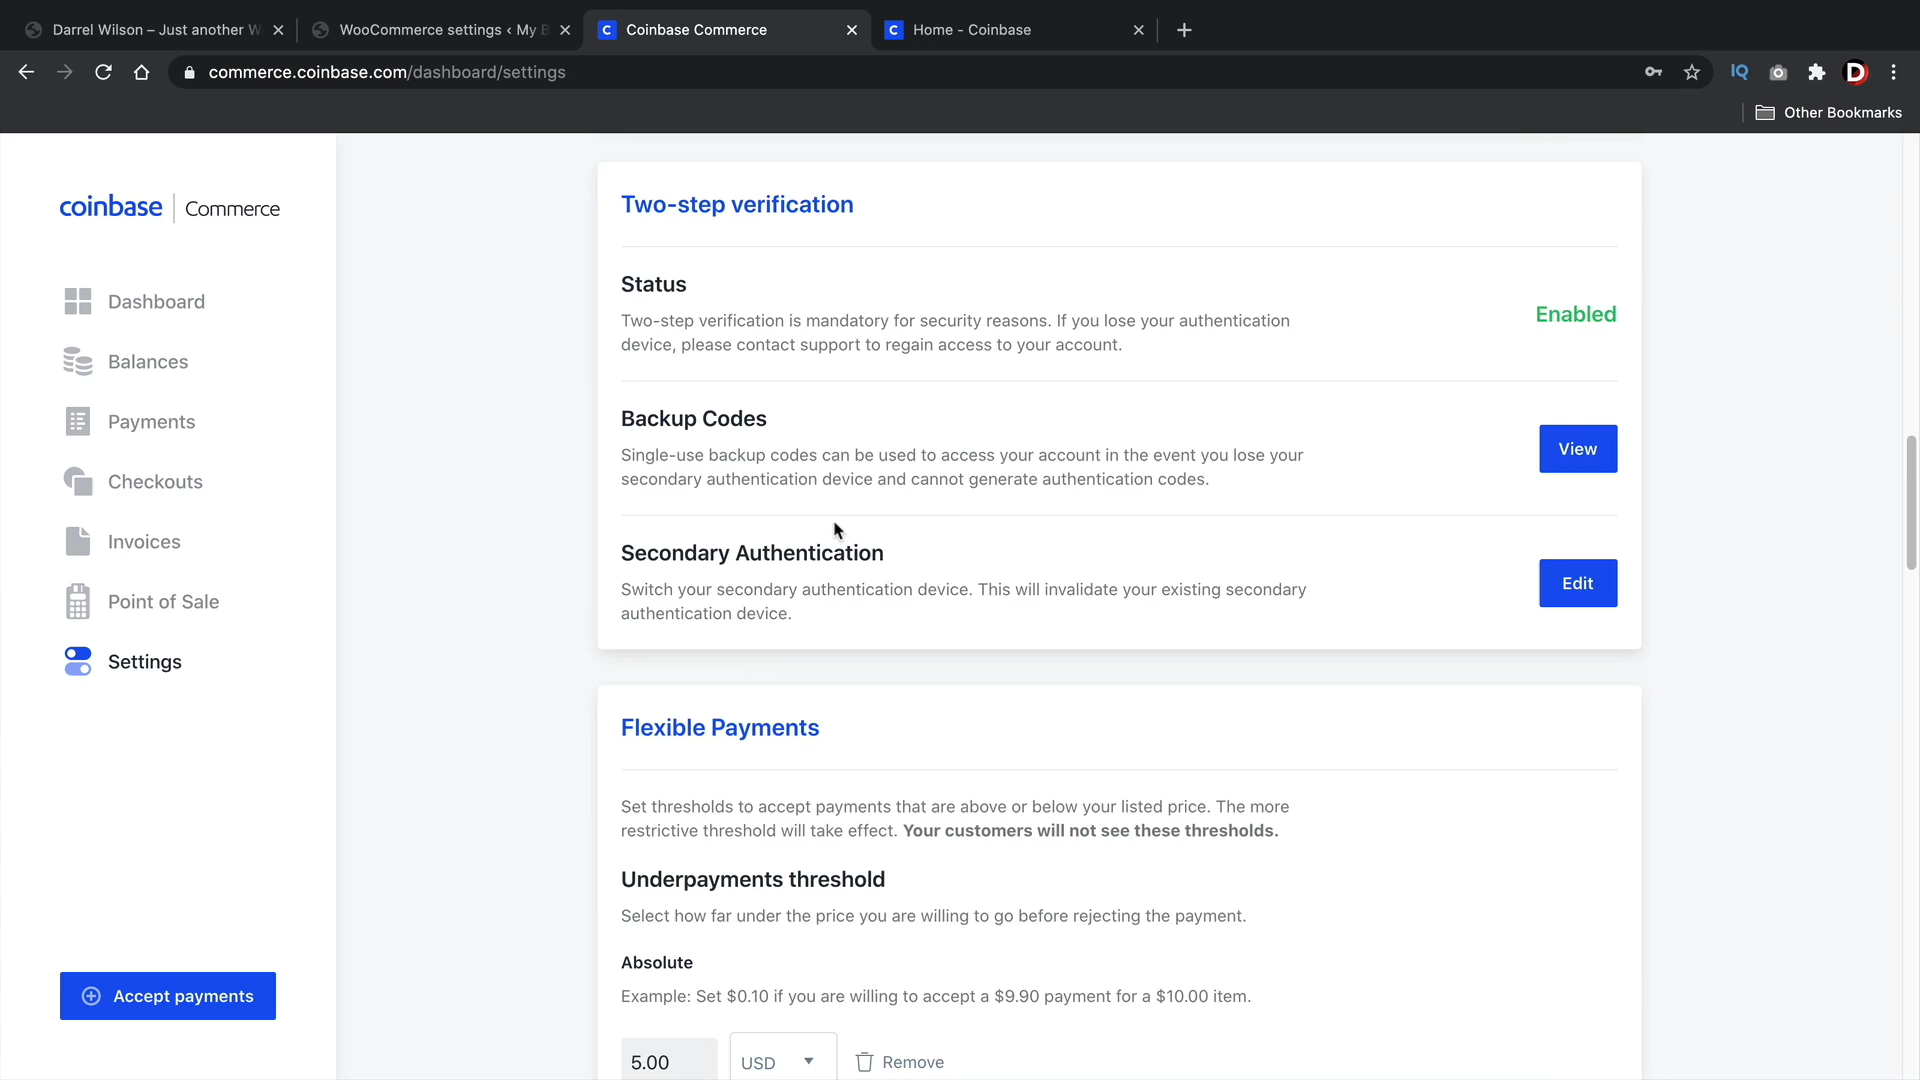 Darrel Wilson – Just another W
WooCommerce settings ‹ My B
Coinbase Commerce
Home - Coinbase
commerce.coinbase.com/dashboard/settings
IQ
D
Other Bookmarks
coinbase | Commerce
Dashboard
Balances
Payments
Checkouts
Invoices
Point of Sale
Settings
Accept payments
Two-step verification
Status
Two-step verification is mandatory for security reasons. If you lose your authentication
device, please contact support to regain access to your account.
Enabled
Backup Codes
Single-use backup codes can be used to access your account in the event you lose your
secondary authentication device and cannot generate authentication codes.
View
Secondary Authentication
Switch your secondary authentication device. This will invalidate your existing secondary
authentication device.
Edit
Flexible Payments
Set thresholds to accept payments that are above or below your listed price. The more
restrictive threshold will take effect. Your customers will not see these thresholds.
Underpayments threshold
Select how far under the price you are willing to go before rejecting the payment.
Absolute
Example: Set $0.10 if you are willing to accept a $9.90 payment for a $10.00 item.
5.00 USD Remove